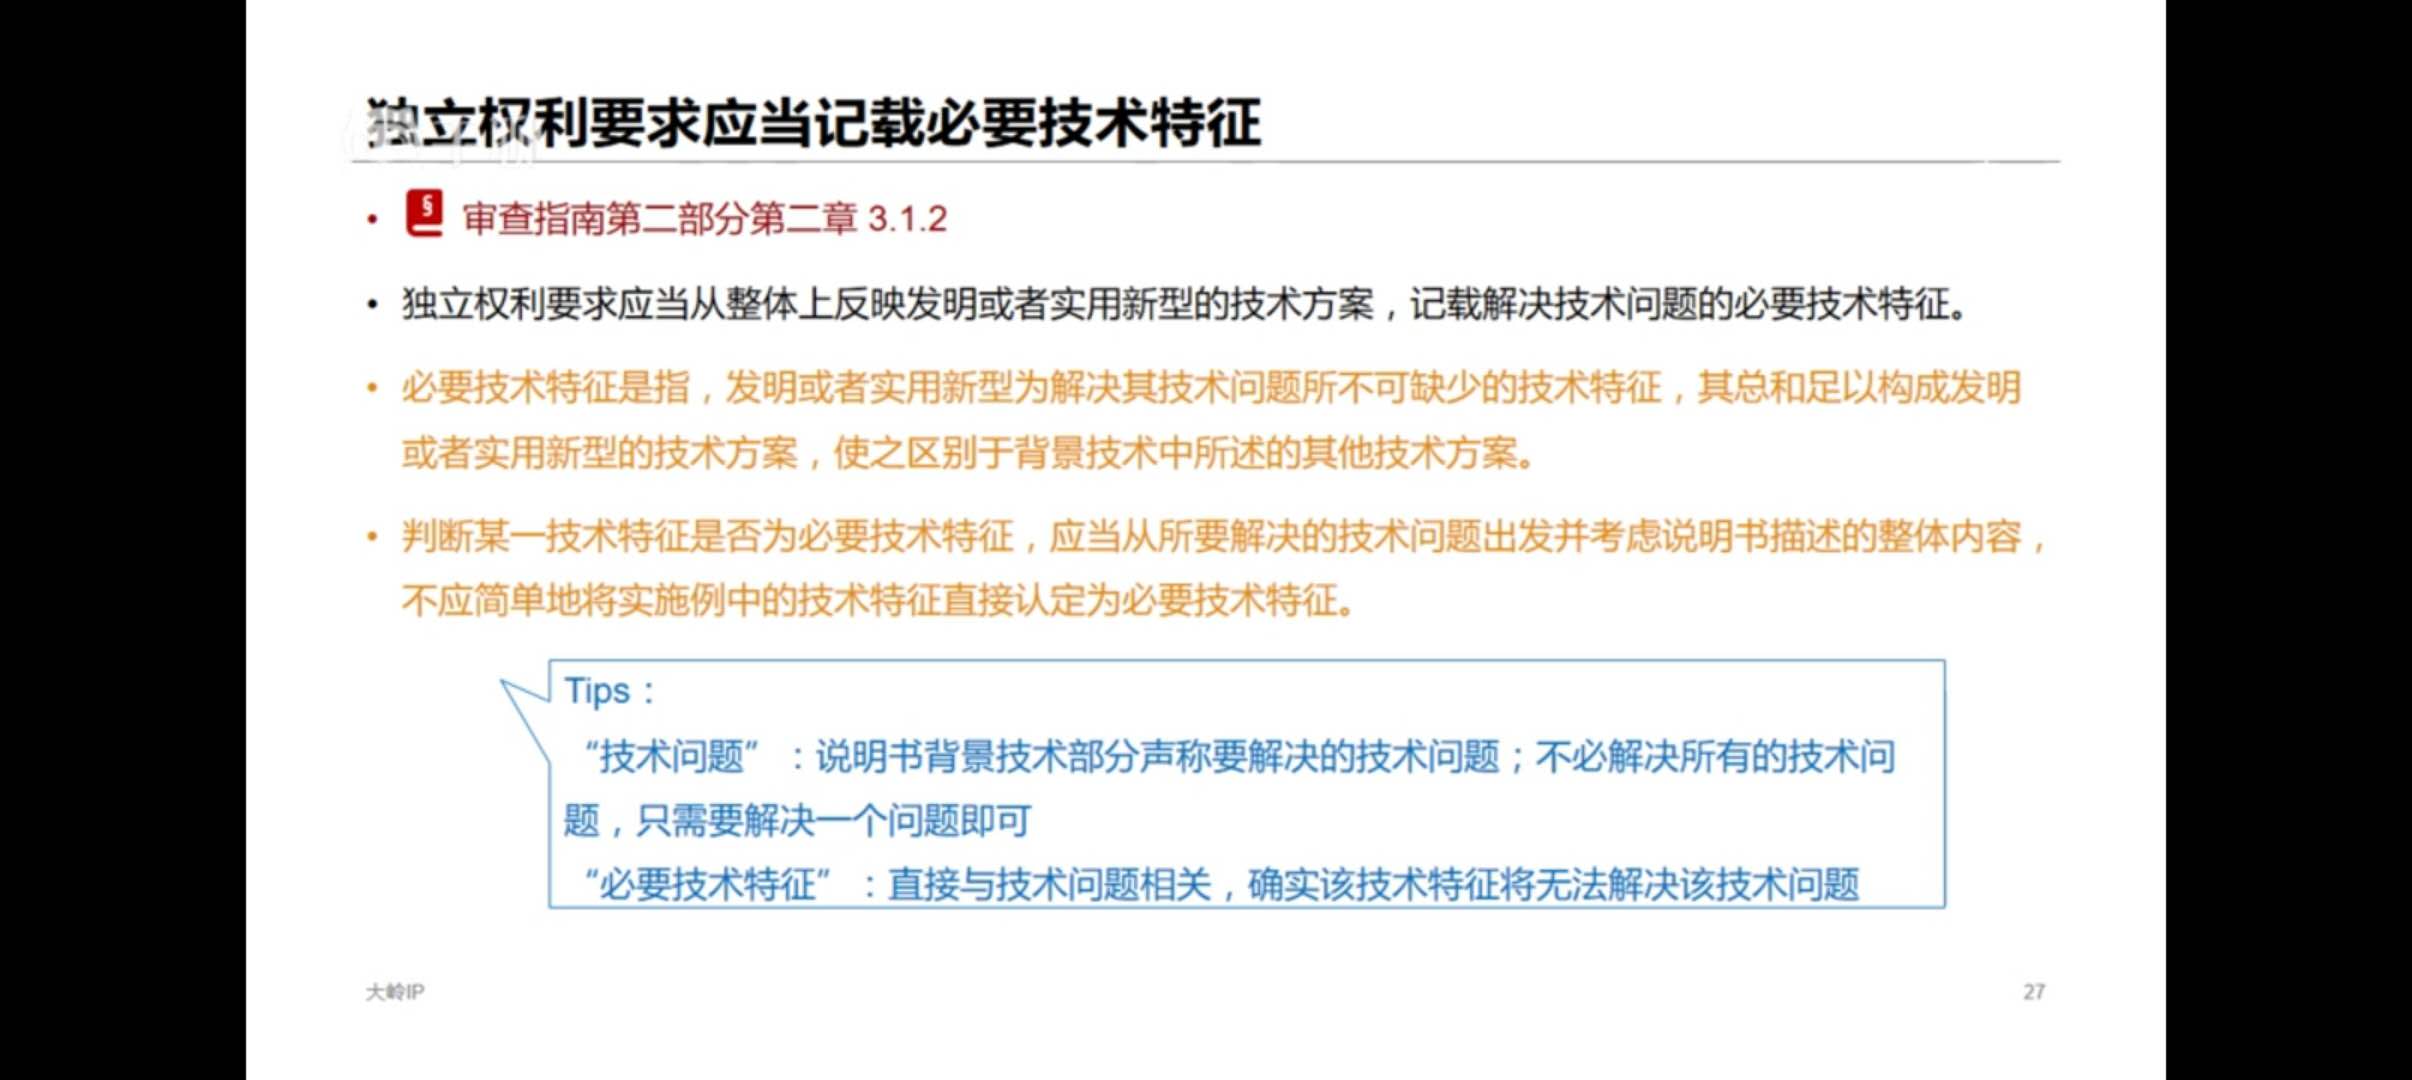 独立权利要求应当记载必要技术特征
• § 审查指南第二部分第二章 3.1.2
• 独立权利要求应当从整体上反映发明或者实用新型的技术方案，记载解决技术问题的必要技术特征。
• 必要技术特征是指，发明或者实用新型为解决其技术问题所不可缺少的技术特征，其总和足以构成发明
或者实用新型的技术方案，使之区别于背景技术中所述的其他技术方案。
• 判断某一技术特征是否为必要技术特征，应当从所要解决的技术问题出发并考虑说明书描述的整体内容，
不应简单地将实施例中的技术特征直接认定为必要技术特征。
Tips：
“技术问题”：说明书背景技术部分声称要解决的技术问题；不必解决所有的技术问
题，只需要解决一个问题即可
“必要技术特征”：直接与技术问题相关，确实该技术特征将无法解决该技术问题
大岭IP
27